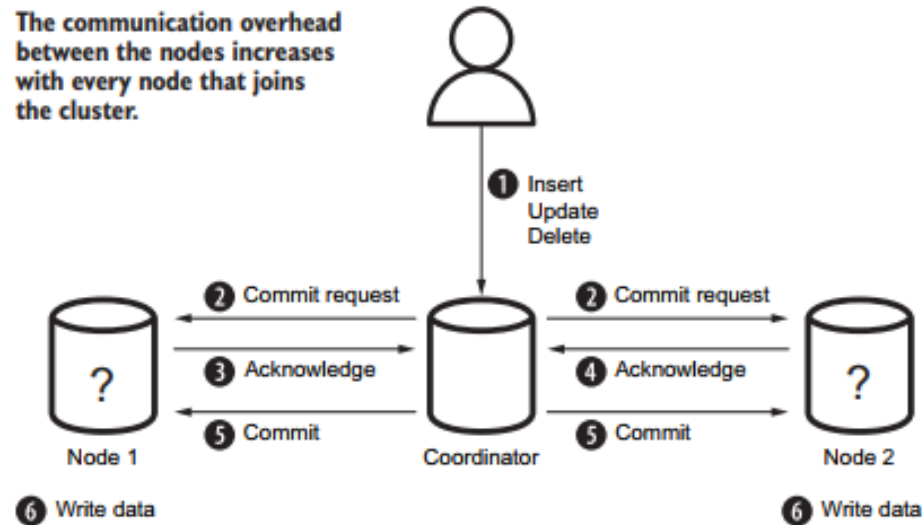 The communication overhead
between the nodes increases
with every node that joins
the cluster.
1 Insert
Update
Delete
2 Commit request
2 Commit request
3 Acknowledge
4 Acknowledge
5 Commit
5 Commit
?
?
Node 1
Coordinator
Node 2
6 Write data
6 Write data